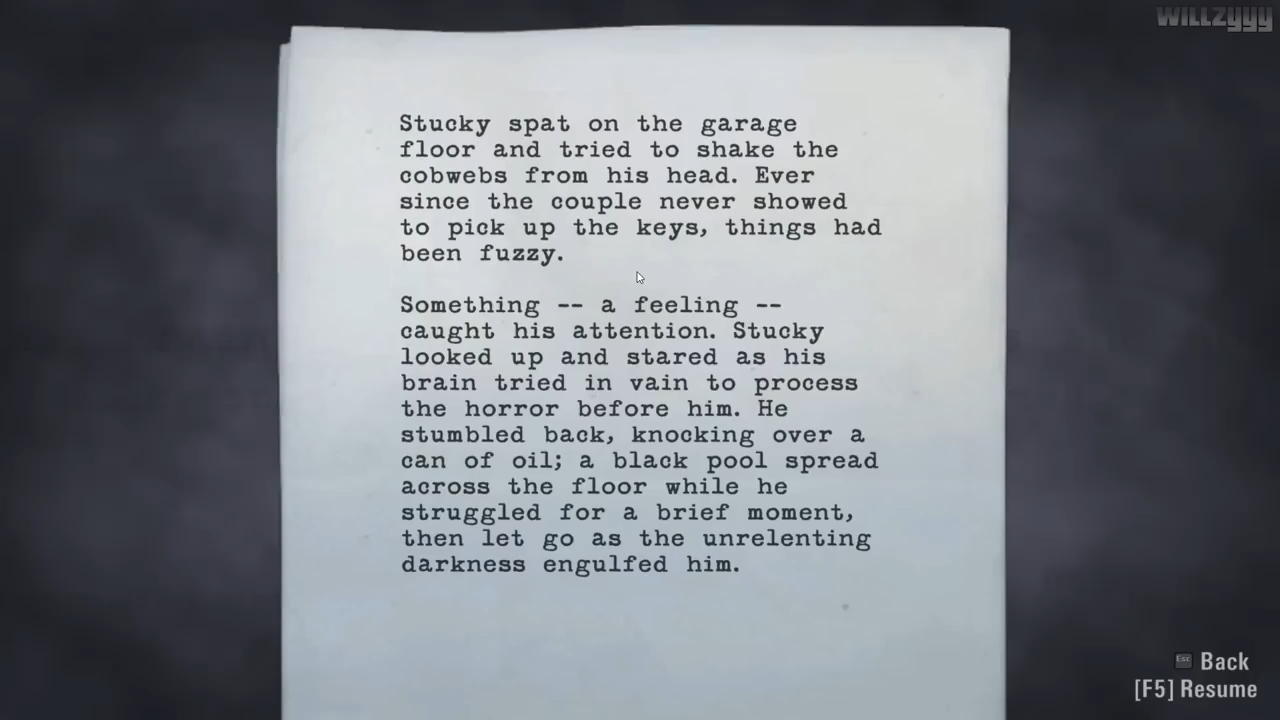 WILLZYYY
Stucky spat on the garage
floor and tried to shake the
cobwebs from his head. Ever
since the couple never showed
to pick up the keys, things had
been fuzzy.
Something -- a feeling --
caught his attention. Stucky
looked up and stared as his
brain tried in vain to process
the horror before him. He
stumbled back, knocking over a
can of oil; a black pool spread
across the floor while he
struggled for a brief moment,
then let go as the unrelenting
darkness engulfed him.
Esc Back
[F5] Resume